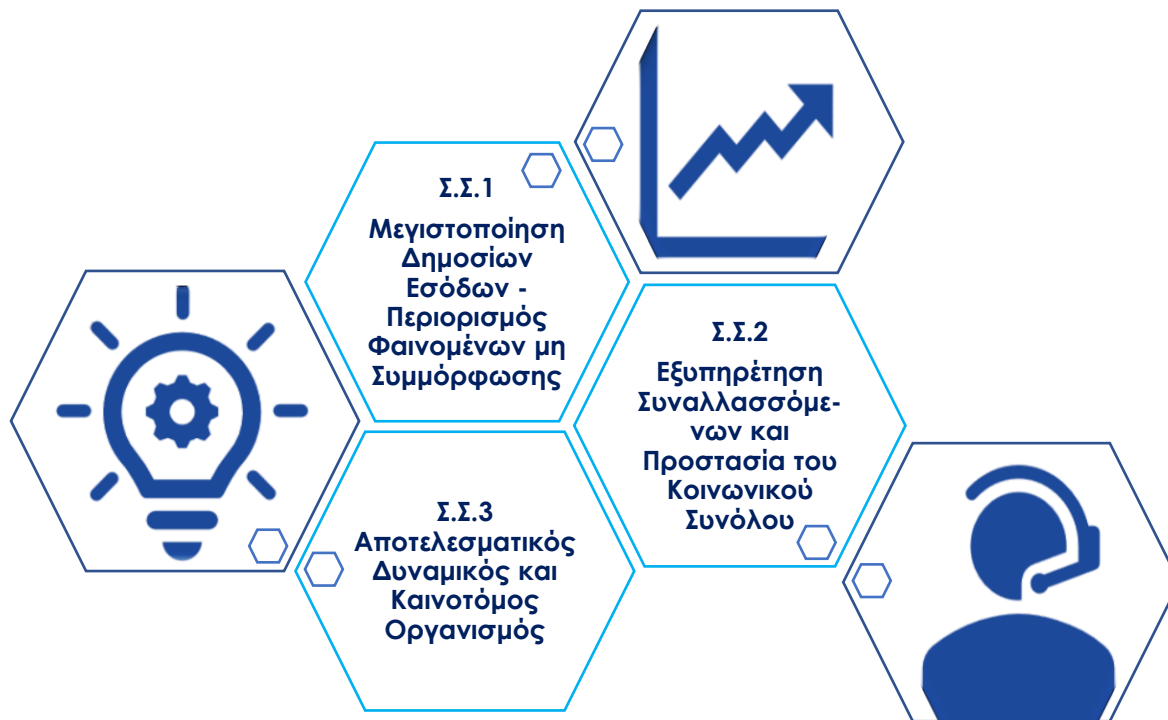 Σ.Σ.1
Μεγιστοποίηση
Δημοσίων
Εσόδων -
Περιορισμός
Φαινομένων μη
Συμμόρφωσης
Σ.Σ.2
Εξυπηρέτηση
Συναλλασσόμε-
νων και
Προστασία του
Κοινωνικού
Συνόλου
Σ.Σ.3
Αποτελεσματικός
Δυναμικός και
Καινοτόμος
Οργανισμός